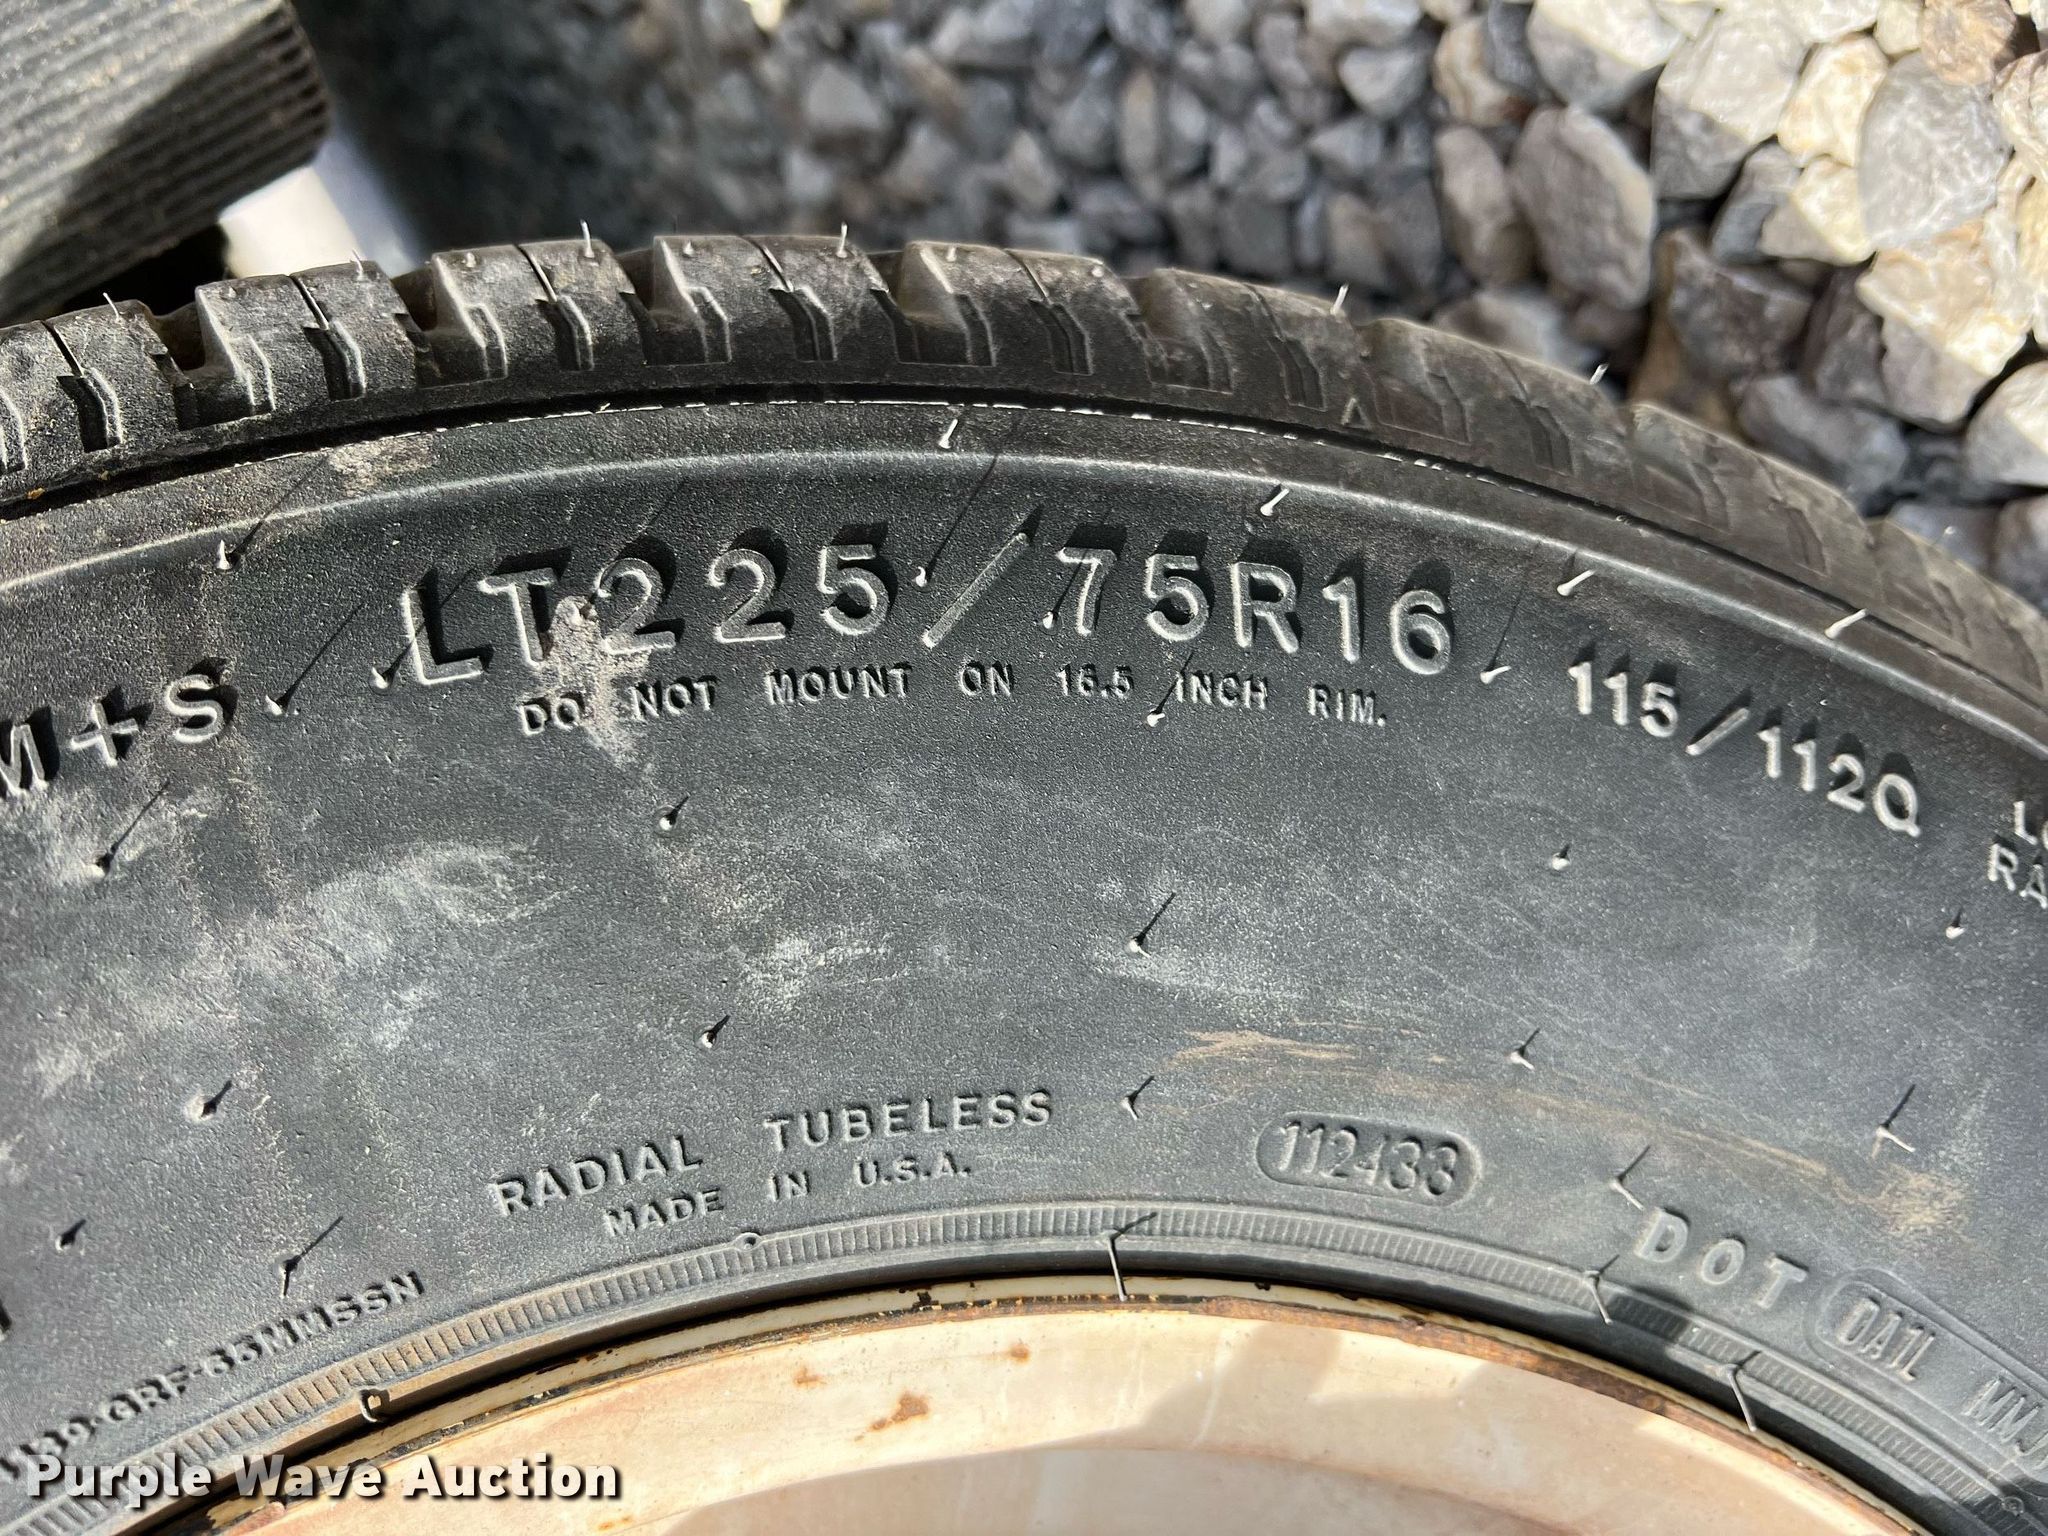 M+S
LT225/75R16
DO NOT MOUNT ON 16.5 INCH RIM.
115/112Q
RADIAL TUBELESS
MADE IN U.S.A.
112433
DOT 0A1L
Purple Wave Auction